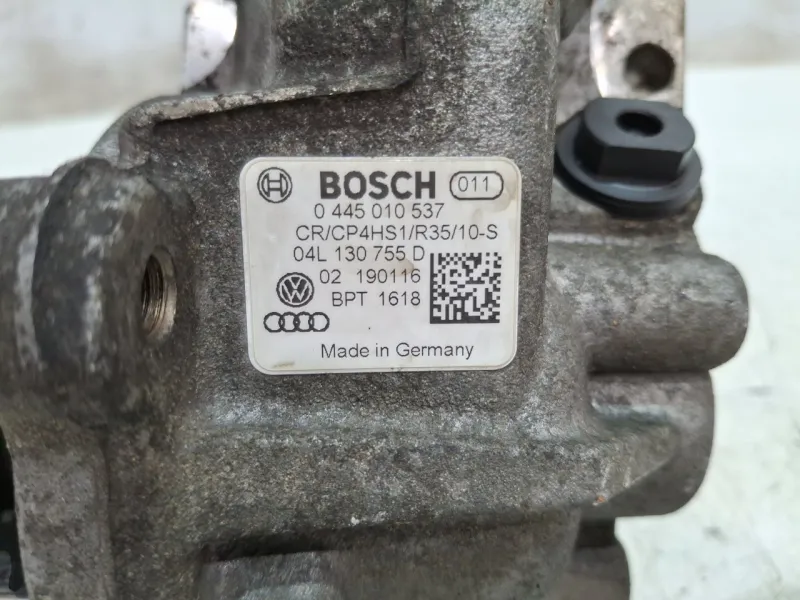 BOSCH 011
0 445 010 537
CR/CP4HS1/R35/10-S
04L 130 755 D
02 190116
BPT 1618
Made in Germany